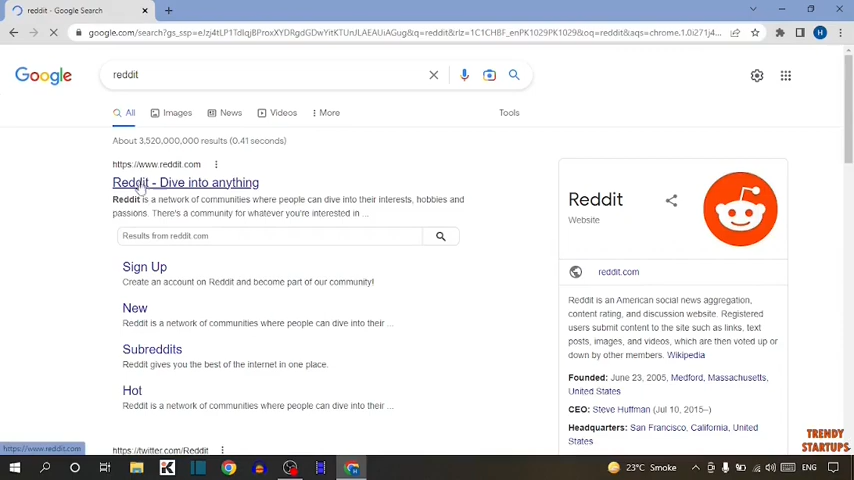 reddit - Google Search
google.com/search?gs_ssp=eJzj4tLP1TdIqjBProxXYDRgdGDwYitKTUnJLAEAUiAGug&q=reddit&rlz=1C1CHBF_enPK1029PK1029&oq=reddit&aqs=chrome.1.0i271j4...
H
Google
reddit
All
Images
News
Videos
More
Tools
About 3,520,000,000 results (0.41 seconds)
https://www.reddit.com
Reddit - Dive into anything
Reddit is a network of communities where people can dive into their interests, hobbies and
passions. There's a community for whatever you're interested in ...
Results from reddit.com
Sign Up
Create an account on Reddit and become part of our community!
New
Reddit is a network of communities where people can dive into their ...
Subreddits
Reddit gives you the best of the internet in one place.
Hot
Reddit is a network of communities where people can dive into their ...
https://twitter.com/Reddit
https://www.reddit.com
Reddit
Website
reddit.com
Reddit is an American social news aggregation,
content rating, and discussion website. Registered
users submit content to the site such as links, text
posts, images, and videos, which are then voted up or
down by other members. Wikipedia
Founded: June 23, 2005, Medford, Massachusetts,
United States
CEO: Steve Huffman (Jul 10, 2015–)
Headquarters: San Francisco, California, United
States
TRENDY
STARTUPS
23°C Smoke
ENG